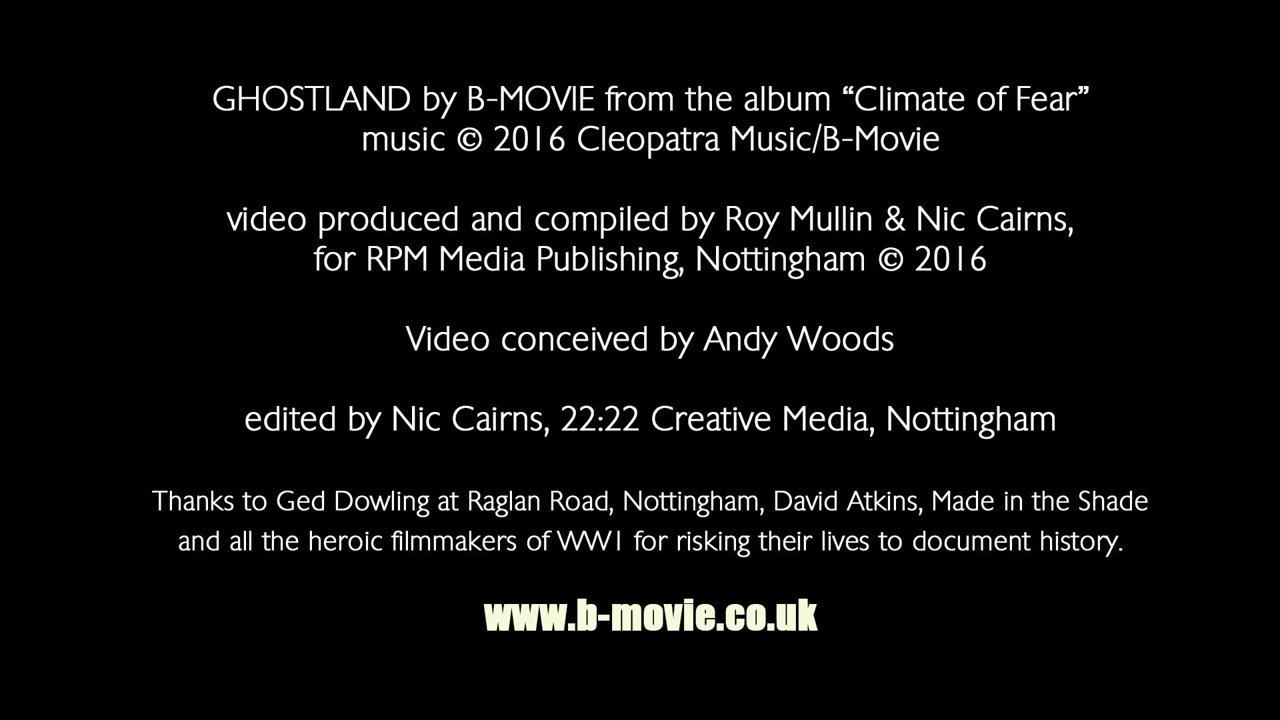 GHOSTLAND by B-MOVIE from the album “Climate of Fear”
music © 2016 Cleopatra Music/B-Movie
video produced and compiled by Roy Mullin & Nic Cairns,
for RPM Media Publishing, Nottingham © 2016
Video conceived by Andy Woods
edited by Nic Cairns, 22:22 Creative Media, Nottingham
Thanks to Ged Dowling at Raglan Road, Nottingham, David Atkins, Made in the Shade
and all the heroic filmmakers of WW1 for risking their lives to document history.
www.b-movie.co.uk